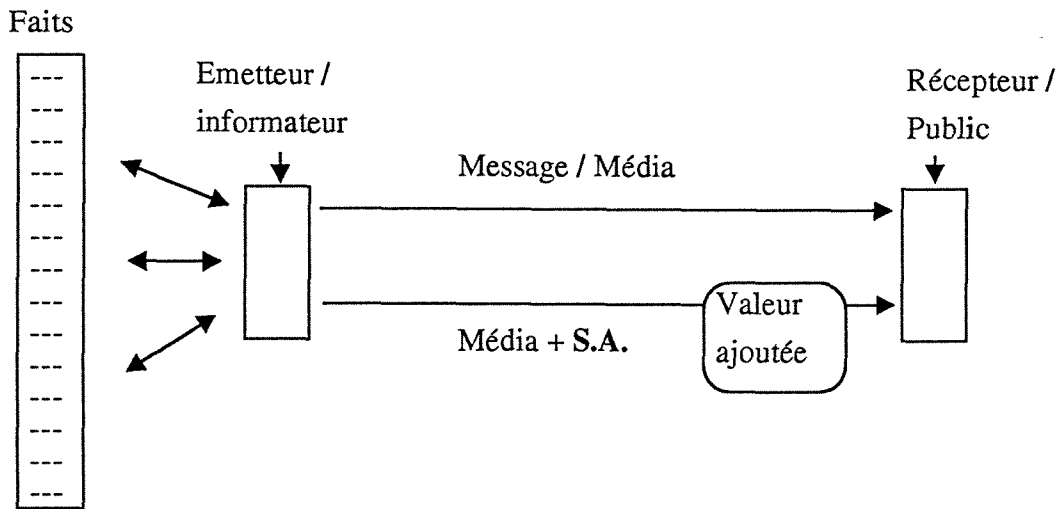 Faits
---
---
---
---
---
---
---
---
---
---
---
---
---
---
Emetteur /
informateur
Message / Média
Média + S.A.
Valeur
ajoutée
Récepteur /
Public